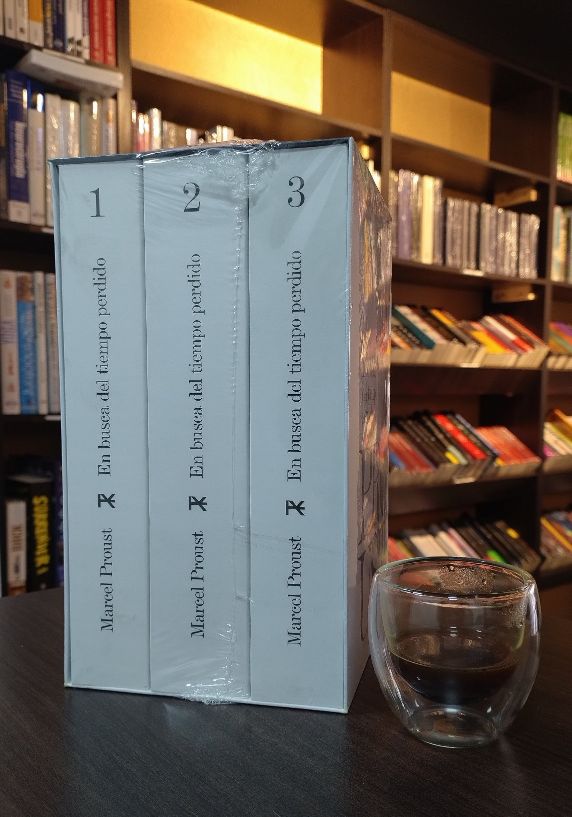 1
En busca del tiempo perdido
Marcel Proust
2
En busca del tiempo perdido
Marcel Proust
3
En busca del tiempo perdido
Marcel Proust